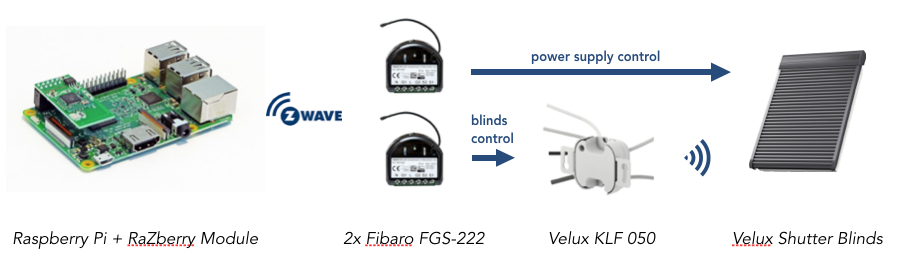 power supply control
Z WAVE
blinds
control
Raspberry Pi + RaZberry Module
2x Fibaro FGS-222
Velux KLF 050
Velux Shutter Blinds